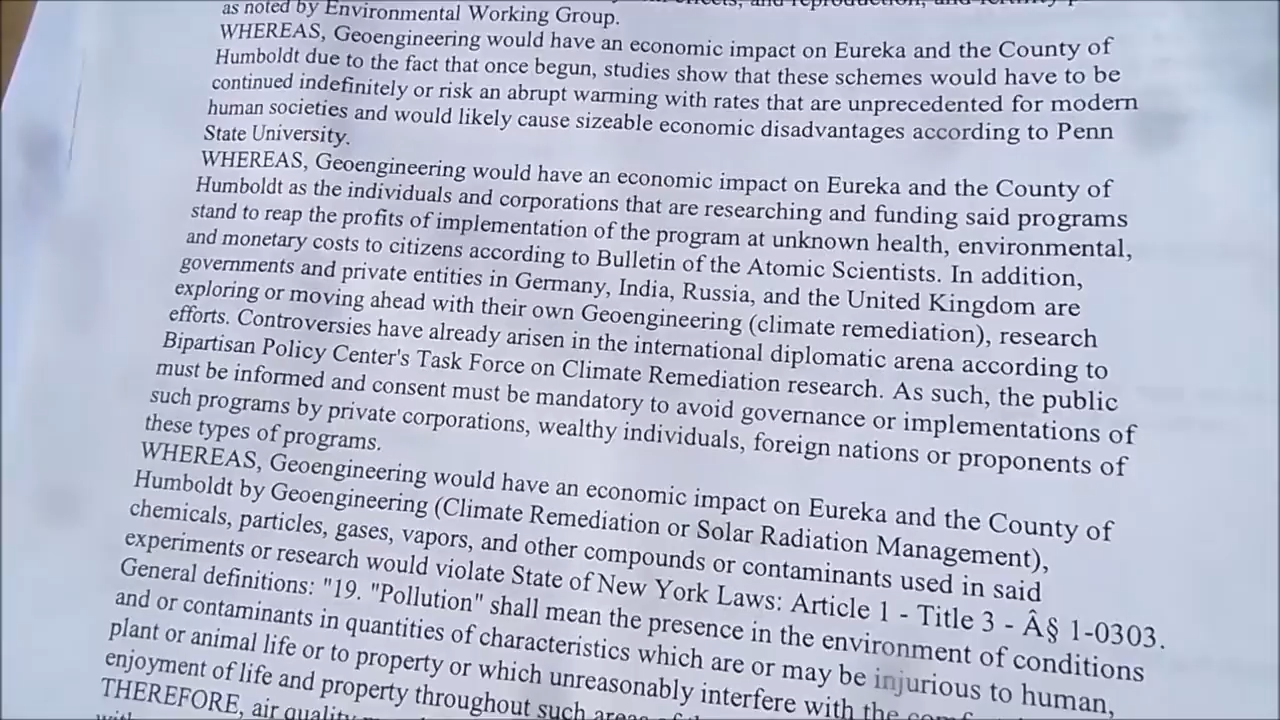 and reproduction, and fertility
as noted by Environmental Working Group.
WHEREAS, Geoengineering would have an economic impact on Eureka and the County of
Humboldt due to the fact that once begun, studies show that these schemes would have to be
continued indefinitely or risk an abrupt warming with rates that are unprecedented for modern
human societies and would likely cause sizeable economic disadvantages according to Penn
State University.
WHEREAS, Geoengineering would have an economic impact on Eureka and the County of
Humboldt as the individuals and corporations that are researching and funding said programs
stand to reap the profits of implementation of the program at unknown health, environmental,
and monetary costs to citizens according to Bulletin of the Atomic Scientists. In addition,
governments and private entities in Germany, India, Russia, and the United Kingdom are
exploring or moving ahead with their own Geoengineering (climate remediation), research
efforts. Controversies have already arisen in the international diplomatic arena according to
Bipartisan Policy Center's Task Force on Climate Remediation research. As such, the public
must be informed and consent must be mandatory to avoid governance or implementations of
such programs by private corporations, wealthy individuals, foreign nations or proponents of
these types of programs.
WHEREAS, Geoengineering would have an economic impact on Eureka and the County of
Humboldt by Geoengineering (Climate Remediation or Solar Radiation Management),
chemicals, particles, gases, vapors, and other compounds or contaminants used in said
experiments or research would violate State of New York Laws: Article 1 - Title 3 - Â§ 1-0303.
General definitions: "19. "Pollution" shall mean the presence in the environment of conditions
and or contaminants in quantities of characteristics which are or may be injurious to human,
plant or animal life or to property or which unreasonably interfere with the
enjoyment of life and property throughout such areas of
THEREFORE, air quality